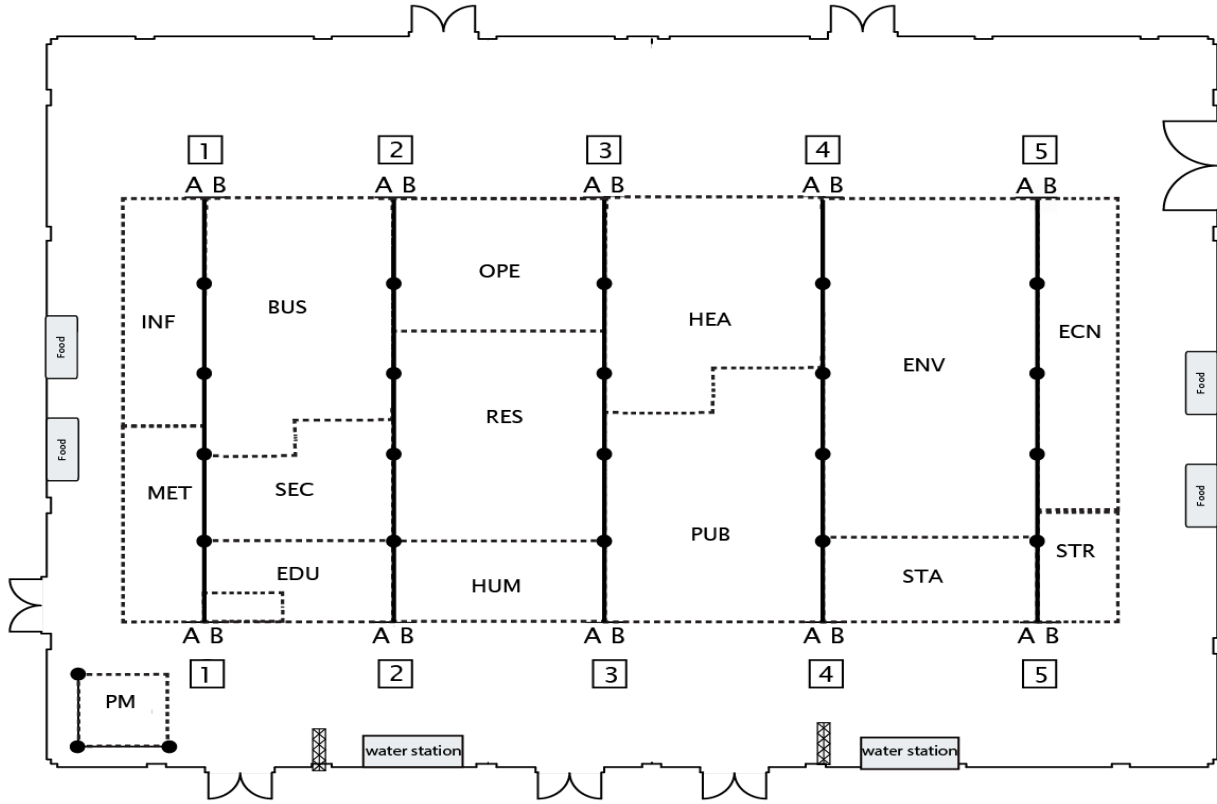 1 2 3 4 5
A B A B A B A B A B
OPE
BUS
HEA
INF
ECN
Food
ENV
Food
RES
Food
MET
SEC
Food
PUB
STR
EDU
STA
HUM
A B A B A B A B A B
1 2 3 4 5
PM
water station
water station